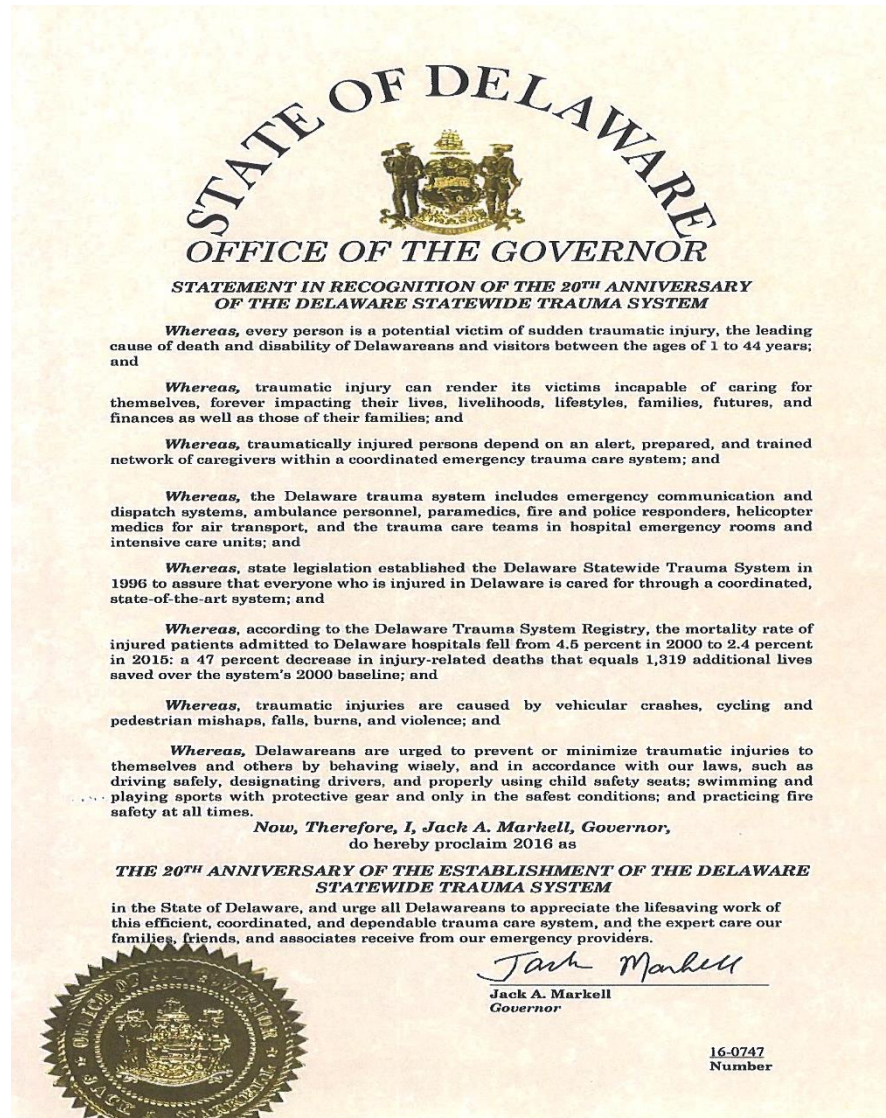 STATE OF DELAWARE
OFFICE OF THE GOVERNOR
STATEMENT IN RECOGNITION OF THE 20TH ANNIVERSARY
OF THE DELAWARE STATEWIDE TRAUMA SYSTEM
Whereas, every person is a potential victim of sudden traumatic injury, the leading
cause of death and disability of Delawareans and visitors between the ages of 1 to 44 years;
and
Whereas, traumatic injury can render its victims incapable of caring for
themselves, forever impacting their lives, livelihoods, lifestyles, families, futures, and
finances as well as those of their families; and
Whereas, traumatically injured persons depend on an alert, prepared, and trained
network of caregivers within a coordinated emergency trauma care system; and
Whereas, the Delaware trauma system includes emergency communication and
dispatch systems, ambulance personnel, paramedics, fire and police responders, helicopter
medics for air transport, and the trauma care teams in hospital emergency rooms and
intensive care units; and
Whereas, state legislation established the Delaware Statewide Trauma System in
1996 to assure that everyone who is injured in Delaware is cared for through a coordinated,
state-of-the-art system; and
Whereas, according to the Delaware Trauma System Registry, the mortality rate of
injured patients admitted to Delaware hospitals fell from 4.5 percent in 2000 to 2.4 percent
in 2015: a 47 percent decrease in injury-related deaths that equals 1,319 additional lives
saved over the system's 2000 baseline; and
Whereas, traumatic injuries are caused by vehicular crashes, cycling and
pedestrian mishaps, falls, burns, and violence; and
Whereas, Delawareans are urged to prevent or minimize traumatic injuries to
themselves and others by behaving wisely, and in accordance with our laws, such as
driving safely, designating drivers, and properly using child safety seats; swimming and
playing sports with protective gear and only in the safest conditions; and practicing fire
safety at all times.
Now, Therefore, I, Jack A. Markell, Governor,
do hereby proclaim 2016 as
THE 20TH ANNIVERSARY OF THE ESTABLISHMENT OF THE DELAWARE
STATEWIDE TRAUMA SYSTEM
in the State of Delaware, and urge all Delawareans to appreciate the lifesaving work of
this efficient, coordinated, and dependable trauma care system, and the expert care our
families, friends, and associates receive from our emergency providers.
Jack Markell
Jack A. Markell
Governor
16-0747
Number